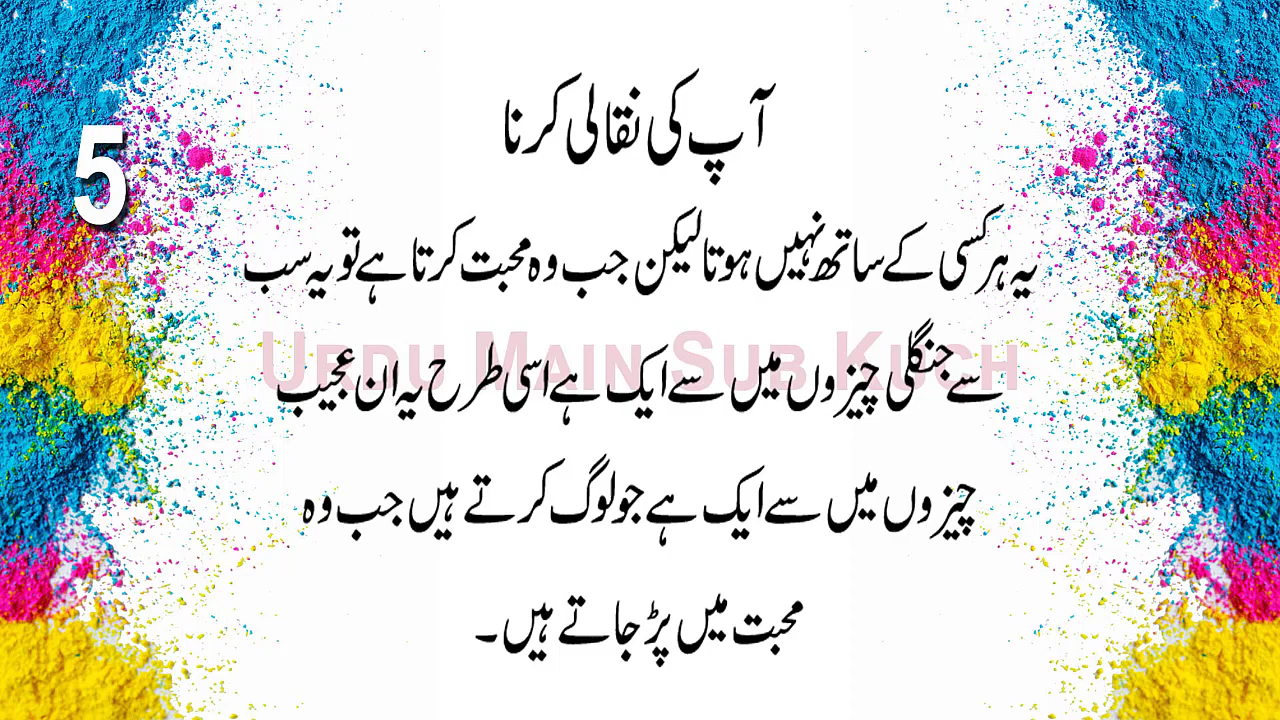 5
آپ کی نقالی کرنا
یہ ہر کسی کے ساتھ نہیں ہوتا لیکن جب وہ محبت کرتا ہے تو یہ سب
سے جنگلی چیزوں میں سے ایک ہے اسی طرح یہ ان عجیب
URDU MAIN SUB KUCH
چیزوں میں سے ایک ہے جو لوگ کرتے ہیں جب وہ
محبت میں پڑ جاتے ہیں۔